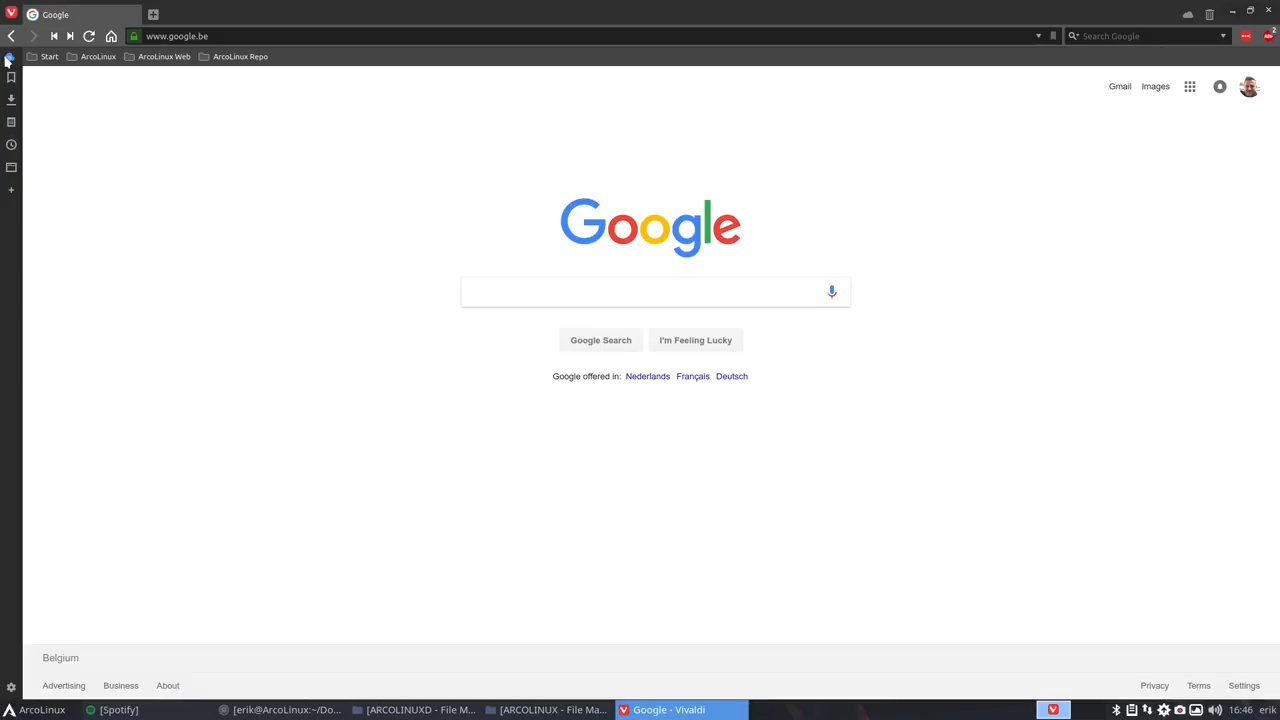 Google
www.google.be
Search Google
2
Start ArcoLinux ArcoLinux Web ArcoLinux Repo
Gmail Images
Google
Google Search I'm Feeling Lucky
Google offered in: Nederlands Français Deutsch
Belgium
Advertising Business About
Privacy Terms Settings
ArcoLinux [Spotify] [erik@ArcoLinux:~/Do... [ARCOLINUXD - File M... [ARCOLINUX - File Ma... Google - Vivaldi 16:46 erik